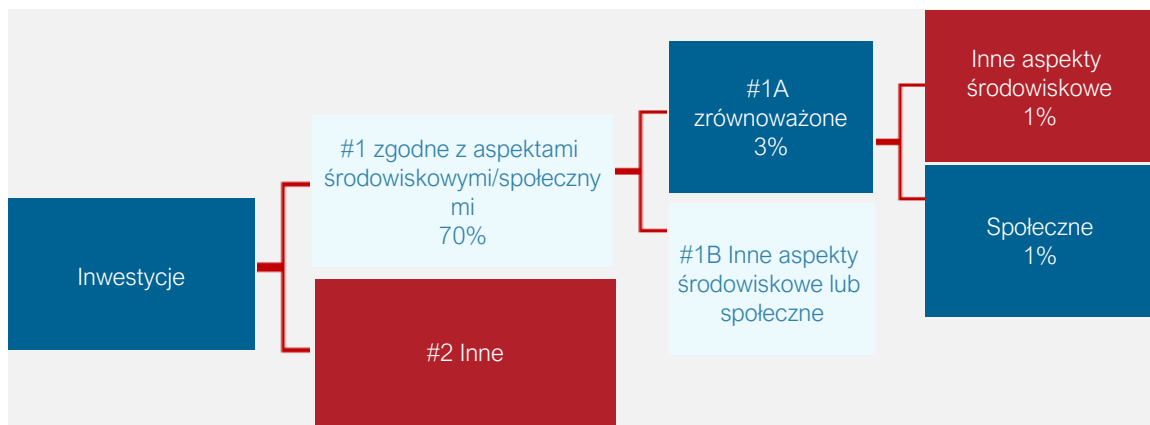 Inwestycje
#1 zgodne z aspektami
środowiskowymi/społeczny
mi
70%
#2 Inne
#1A
zrównoważone
3%
#1B Inne aspekty
środowiskowe lub
społeczne
Inne aspekty
środowiskowe
1%
Społeczne
1%